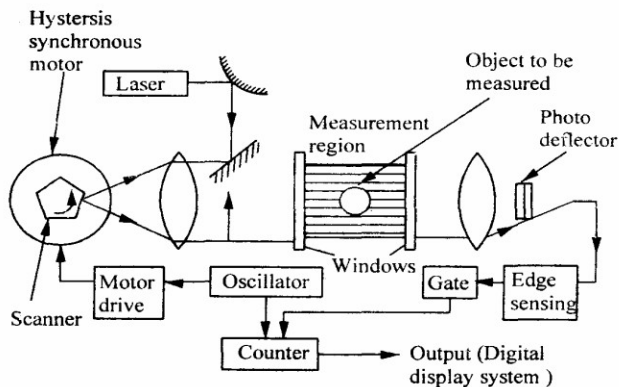 Hystersis
synchronous
motor
Laser
Object to be
measured
Measurement
region
Photo
deflector
Windows
Motor
drive
Oscillator
Gate
Edge
sensing
Scanner
Counter
Output (Digital
display system )